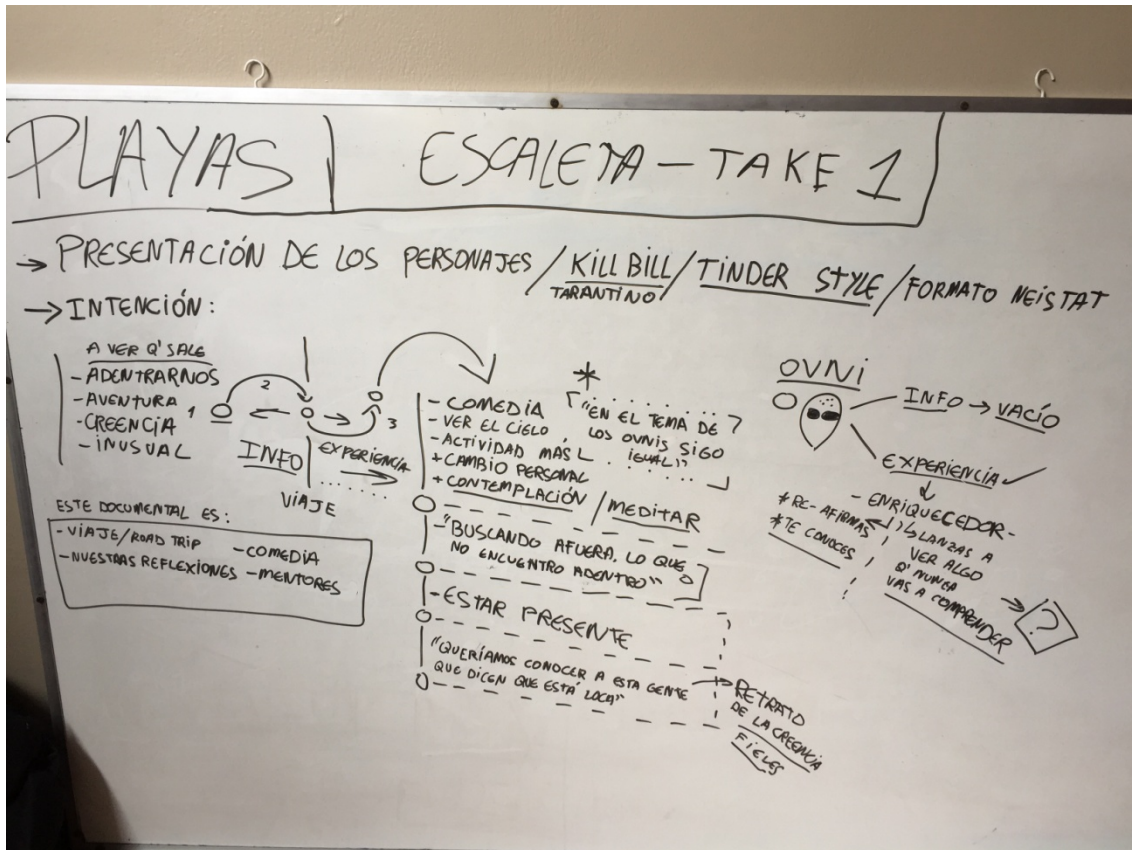 PLAYAS | ESCALETA - TAKE 1
→ PRESENTACIÓN DE LOS PERSONAJES / KILL BILL / TINDER STYLE / FORMATO NEISTAT
TARANTINO
→ INTENCIÓN:
A VER Q' SALE
- ADENTRARNOS
- AVENTURA
- CREENCIA
- INUSUAL
1
2
3
INFO
EXPERIENCIA
VIAJE
ESTE DOCUMENTAL ES:
- VIAJE/ROAD TRIP - COMEDIA
- NUESTRAS REFLEXIONES - MENTORES
- COMEDIA
- VER EL CIELO
- ACTIVIDAD MAS
+ CAMBIO PERSONAL
+ CONTEMPLACIÓN / MEDITAR
*
"EN EL TEMA DE
LOS OVNIS SIGO
IGUAL"
- "BUSCANDO AFUERA, LO QUE
NO ENCUENTRO ADENTRO"
- ESTAR PRESENTE
"QUERÍAMOS CONOCER A ESTA GENTE
QUE DICEN QUE ESTÁ LOCA"
→ RETRATO
DE LA CREENCIA
FIELES
OVNI
INFO → VACÍO
EXPERIENCIA ✓
- ENRIQUECEDOR -
* RE-AFIRMAS
* TE CONOCES
LANZAS A
VER ALGO
Q' NUNCA
VAS A COMPRENDER
→ ?